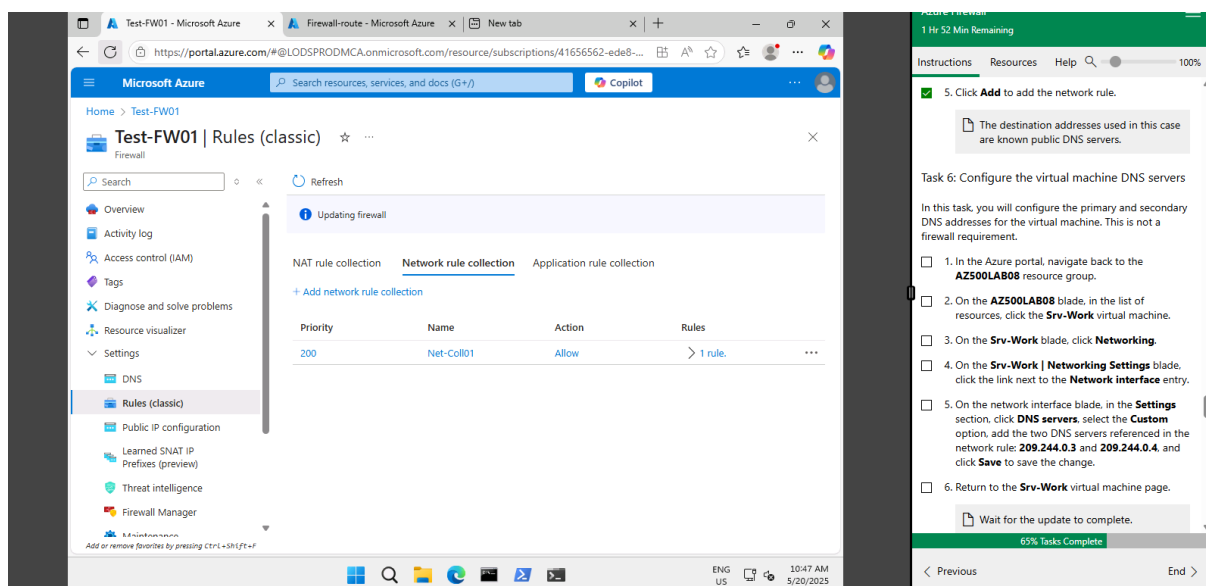 Test-FW01 - Microsoft Azure
Firewall-route - Microsoft Azure
New tab
https://portal.azure.com/#@LODSPRODMCA.onmicrosoft.com/resource/subscriptions/41656562-ede8-...
Microsoft Azure
Search resources, services, and docs (G+/)
Copilot
Home > Test-FW01
Test-FW01 | Rules (classic)
Firewall
Search
Refresh
Overview
Activity log
Access control (IAM)
Tags
Diagnose and solve problems
Resource visualizer
Settings
DNS
Rules (classic)
Public IP configuration
Learned SNAT IP
Prefixes (preview)
Threat intelligence
Firewall Manager
Maintenance
Add or remove favorites by pressing Ctrl+Shift+F
Updating firewall
NAT rule collection Network rule collection Application rule collection
+ Add network rule collection
Priority Name Action Rules
200 Net-Coll01 Allow > 1 rule.
ENG
US
10:47 AM
5/20/2025
Azure Firewall
1 Hr 52 Min Remaining
Instructions Resources Help 100%
5. Click Add to add the network rule.
The destination addresses used in this case
are known public DNS servers.
Task 6: Configure the virtual machine DNS servers
In this task, you will configure the primary and secondary
DNS addresses for the virtual machine. This is not a
firewall requirement.
1. In the Azure portal, navigate back to the
AZ500LAB08 resource group.
2. On the AZ500LAB08 blade, in the list of
resources, click the Srv-Work virtual machine.
3. On the Srv-Work blade, click Networking.
4. On the Srv-Work | Networking Settings blade,
click the link next to the Network interface entry.
5. On the network interface blade, in the Settings
section, click DNS servers, select the Custom
option, add the two DNS servers referenced in the
network rule: 209.244.0.3 and 209.244.0.4, and
click Save to save the change.
6. Return to the Srv-Work virtual machine page.
Wait for the update to complete.
65% Tasks Complete
< Previous
End >